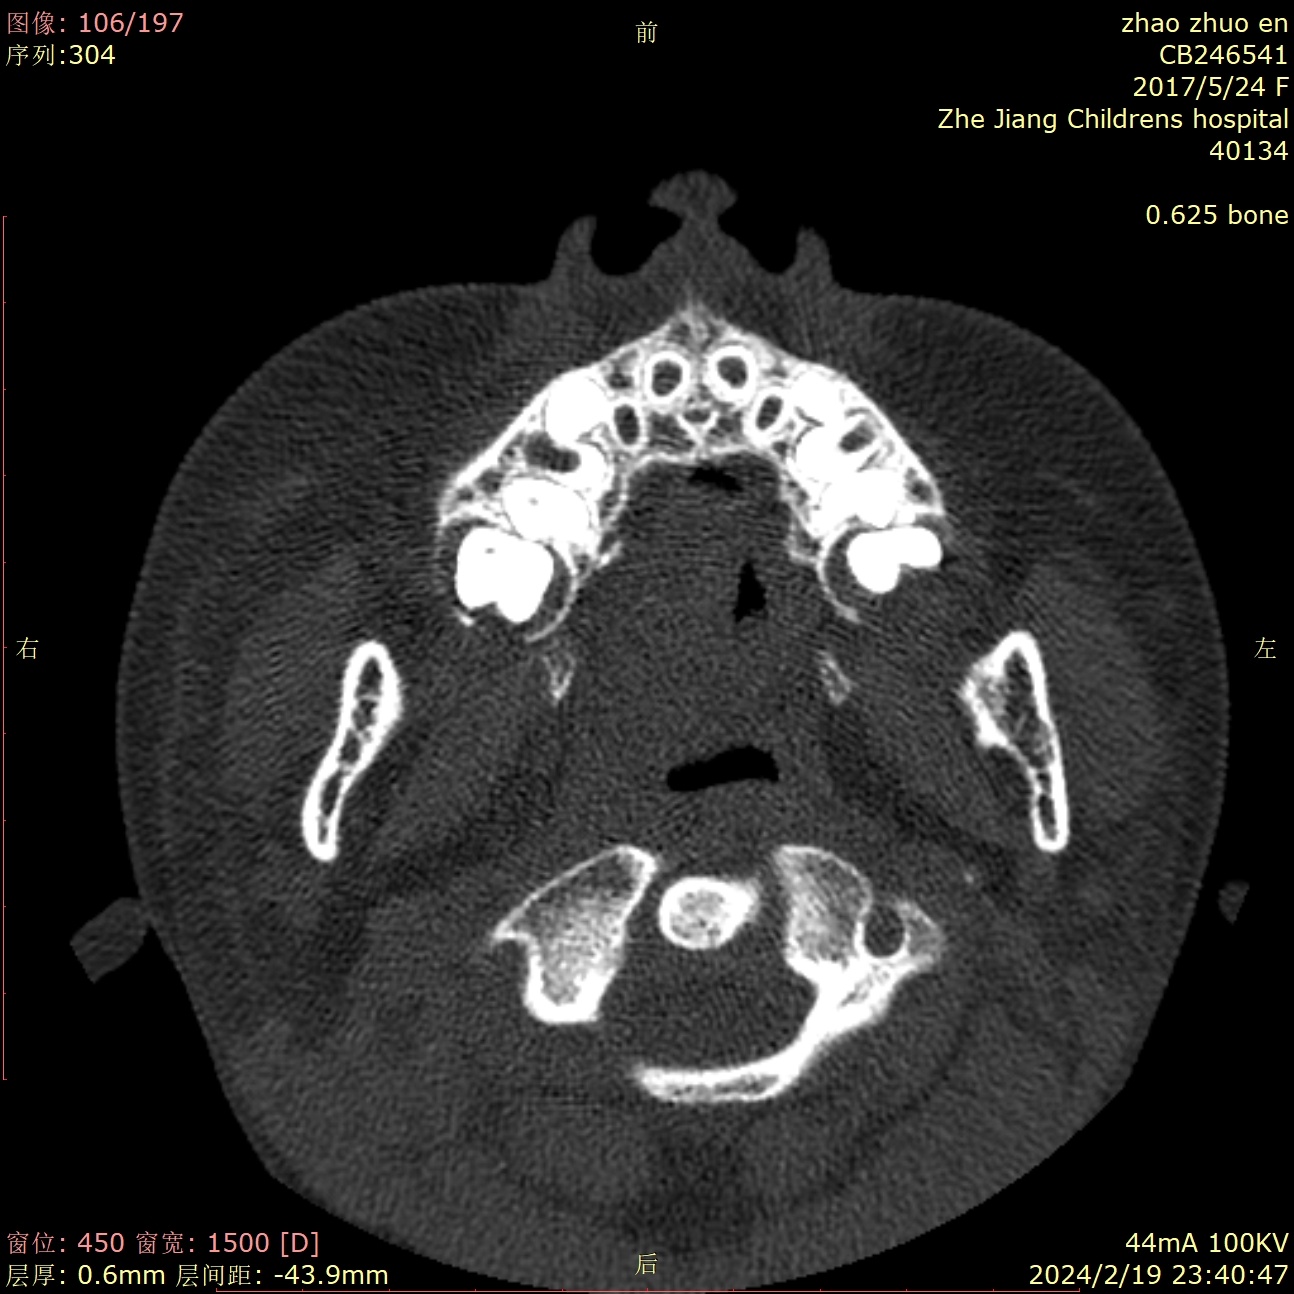 图像: 106/197
序列:304
前
zhao zhuo en
CB246541
2017/5/24 F
Zhe Jiang Childrens hospital
40134
0.625 bone
右
左
窗位: 450 窗宽: 1500 [D]
层厚: 0.6mm 层间距: -43.9mm
后
44mA 100KV
2024/2/19 23:40:47